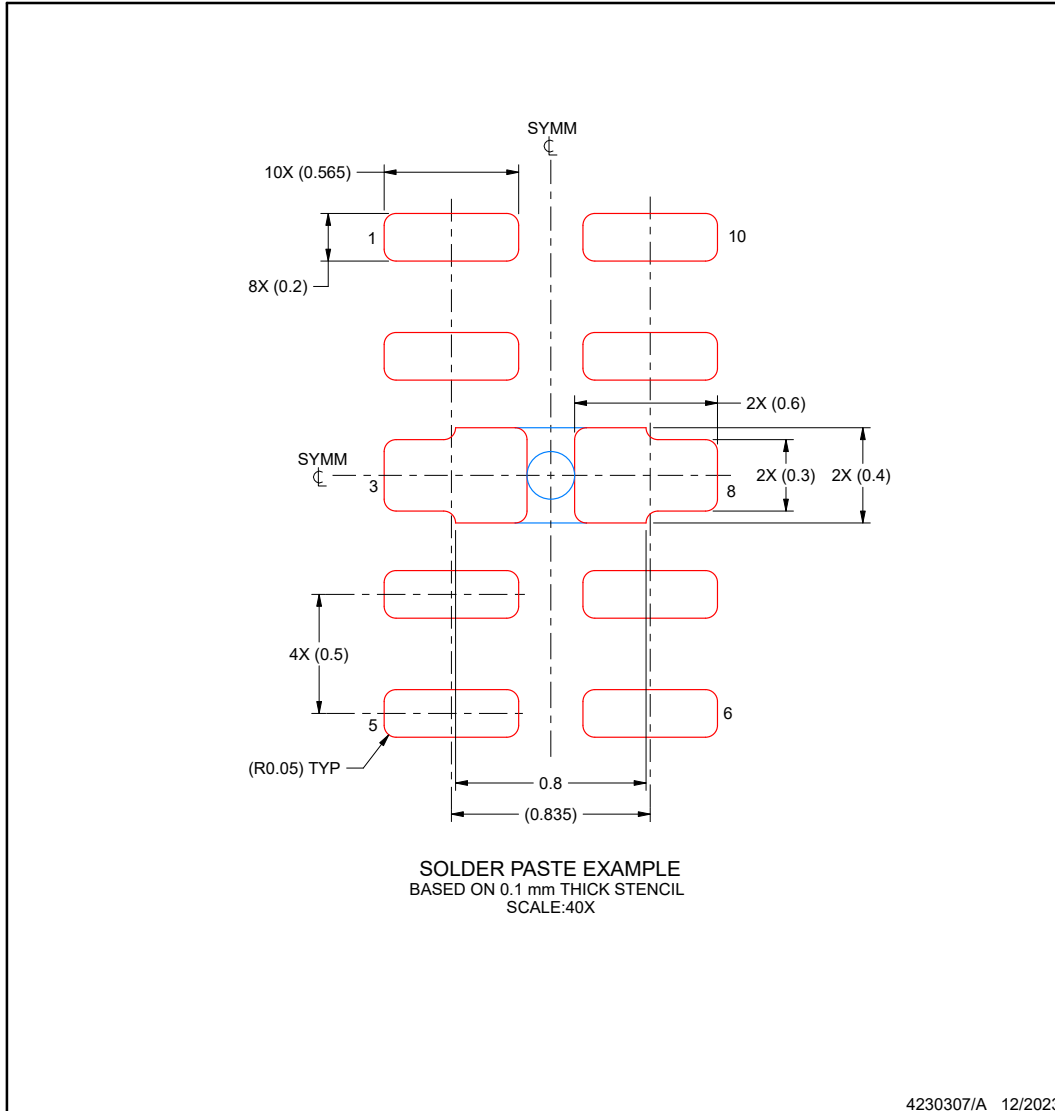 SYMM
10X (0.565)
1
10
8X (0.2)
2X (0.6)
SYMM
3
8
2X (0.3)
2X (0.4)
4X (0.5)
5
6
(R0.05) TYP
0.8
(0.835)
SOLDER PASTE EXAMPLE
BASED ON 0.1 mm THICK STENCIL
SCALE:40X
4230307/A 12/2023